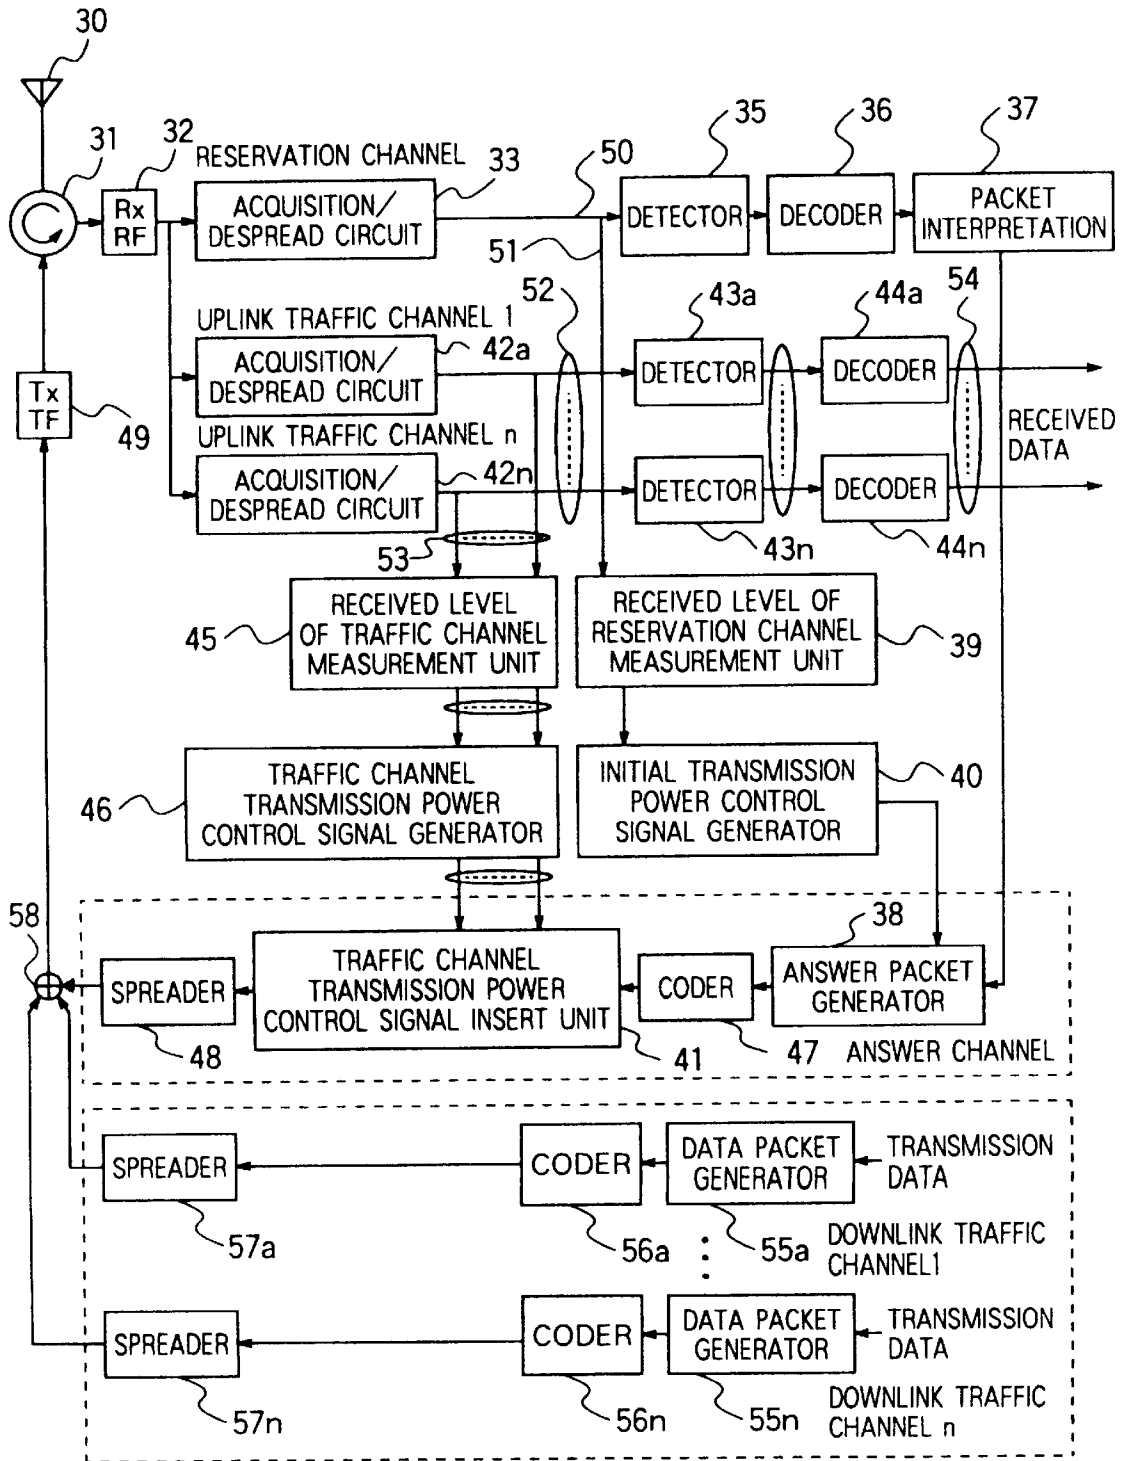 30
31
32
RESERVATION CHANNEL
33
50
35
36
37
Rx
RF
ACQUISITION/
DESPREAD CIRCUIT
DETECTOR
DECODER
PACKET
INTERPRETATION
51
52
43a
44a
54
UPLINK TRAFFIC CHANNEL 1
42a
ACQUISITION/
DESPREAD CIRCUIT
DETECTOR
DECODER
Tx
TF
49
RECEIVED
DATA
UPLINK TRAFFIC CHANNEL n
42n
ACQUISITION/
DESPREAD CIRCUIT
DETECTOR
DECODER
53
43n
44n
45
RECEIVED LEVEL
OF TRAFFIC CHANNEL
MEASUREMENT UNIT
RECEIVED LEVEL OF
RESERVATION CHANNEL
MEASUREMENT UNIT
39
46
TRAFFIC CHANNEL
TRANSMISSION POWER
CONTROL SIGNAL GENERATOR
INITIAL TRANSMISSION
POWER CONTROL
SIGNAL GENERATOR
40
58
38
SPREADER
TRAFFIC CHANNEL
TRANSMISSION POWER
CONTROL SIGNAL INSERT UNIT
CODER
ANSWER PACKET
GENERATOR
48
41
47
ANSWER CHANNEL
SPREADER
CODER
DATA PACKET
GENERATOR
TRANSMISSION
DATA
57a
56a
55a
DOWNLINK TRAFFIC
CHANNEL1
SPREADER
CODER
DATA PACKET
GENERATOR
TRANSMISSION
DATA
57n
56n
55n
DOWNLINK TRAFFIC
CHANNEL n